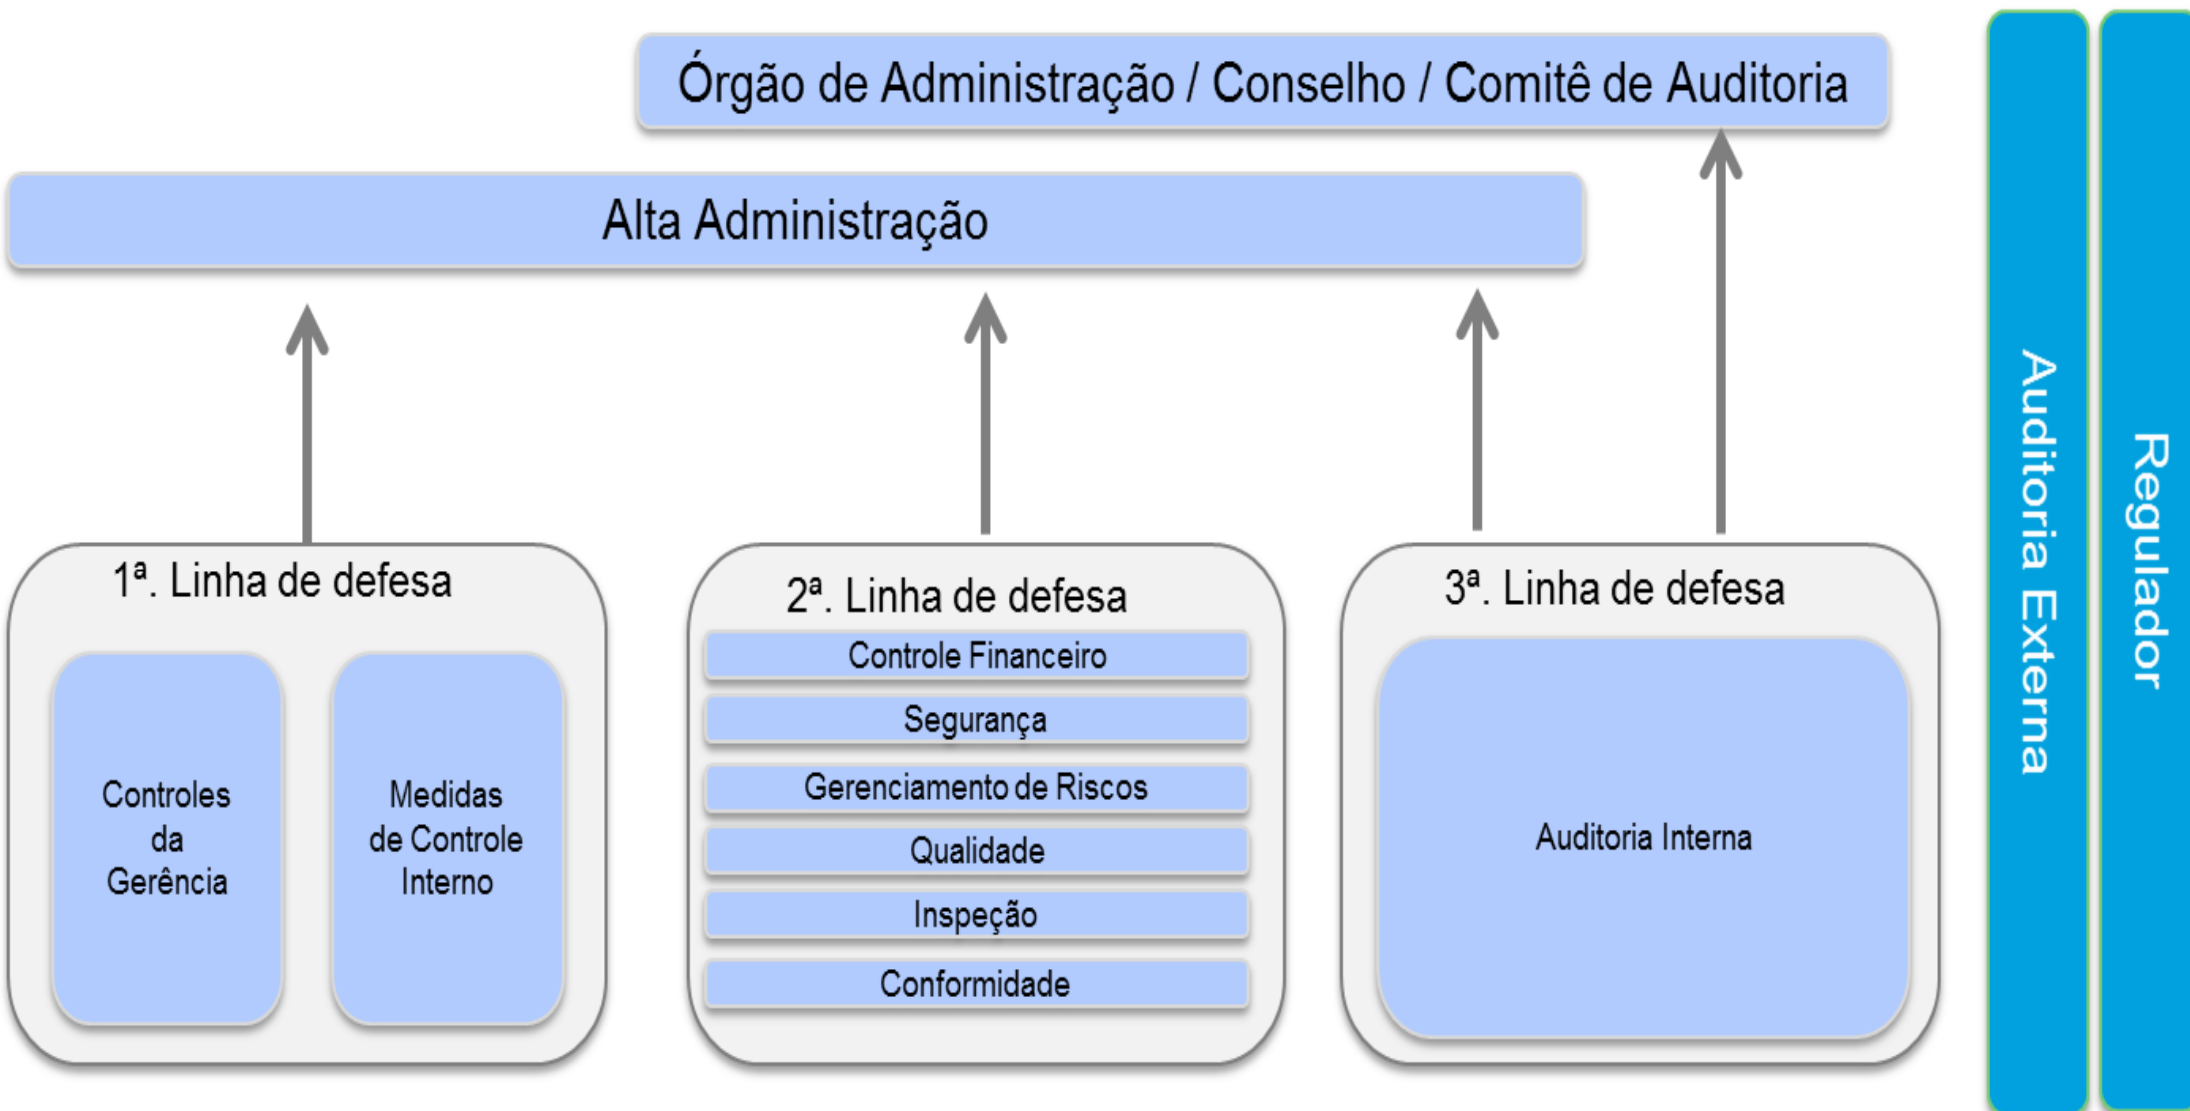 Órgão de Administração / Conselho / Comitê de Auditoria
Alta Administração
1ª. Linha de defesa
Controles
da
Gerência
Medidas
de Controle
Interno
2ª. Linha de defesa
Controle Financeiro
Segurança
Gerenciamento de Riscos
Qualidade
Inspeção
Conformidade
3ª. Linha de defesa
Auditoria Interna
Auditoria Externa
Regulador